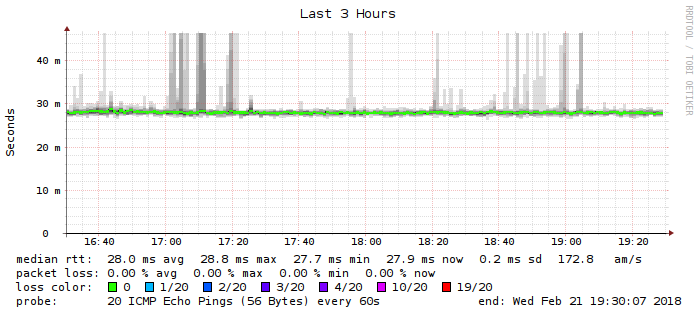 Last 3 Hours
RRDTOOL / TOBI OETIKER
Seconds
40 m
30 m
20 m
10 m
0
16:40 17:00 17:20 17:40 18:00 18:20 18:40 19:00 19:20
median rtt: 28.0 ms avg 28.8 ms max 27.7 ms min 27.9 ms now 0.2 ms sd 172.8 am/s
packet loss: 0.00 % avg 0.00 % max 0.00 % min 0.00 % now
loss color: 0 1/20 2/20 3/20 4/20 10/20 19/20
probe: 20 ICMP Echo Pings (56 Bytes) every 60s end: Wed Feb 21 19:30:07 2018